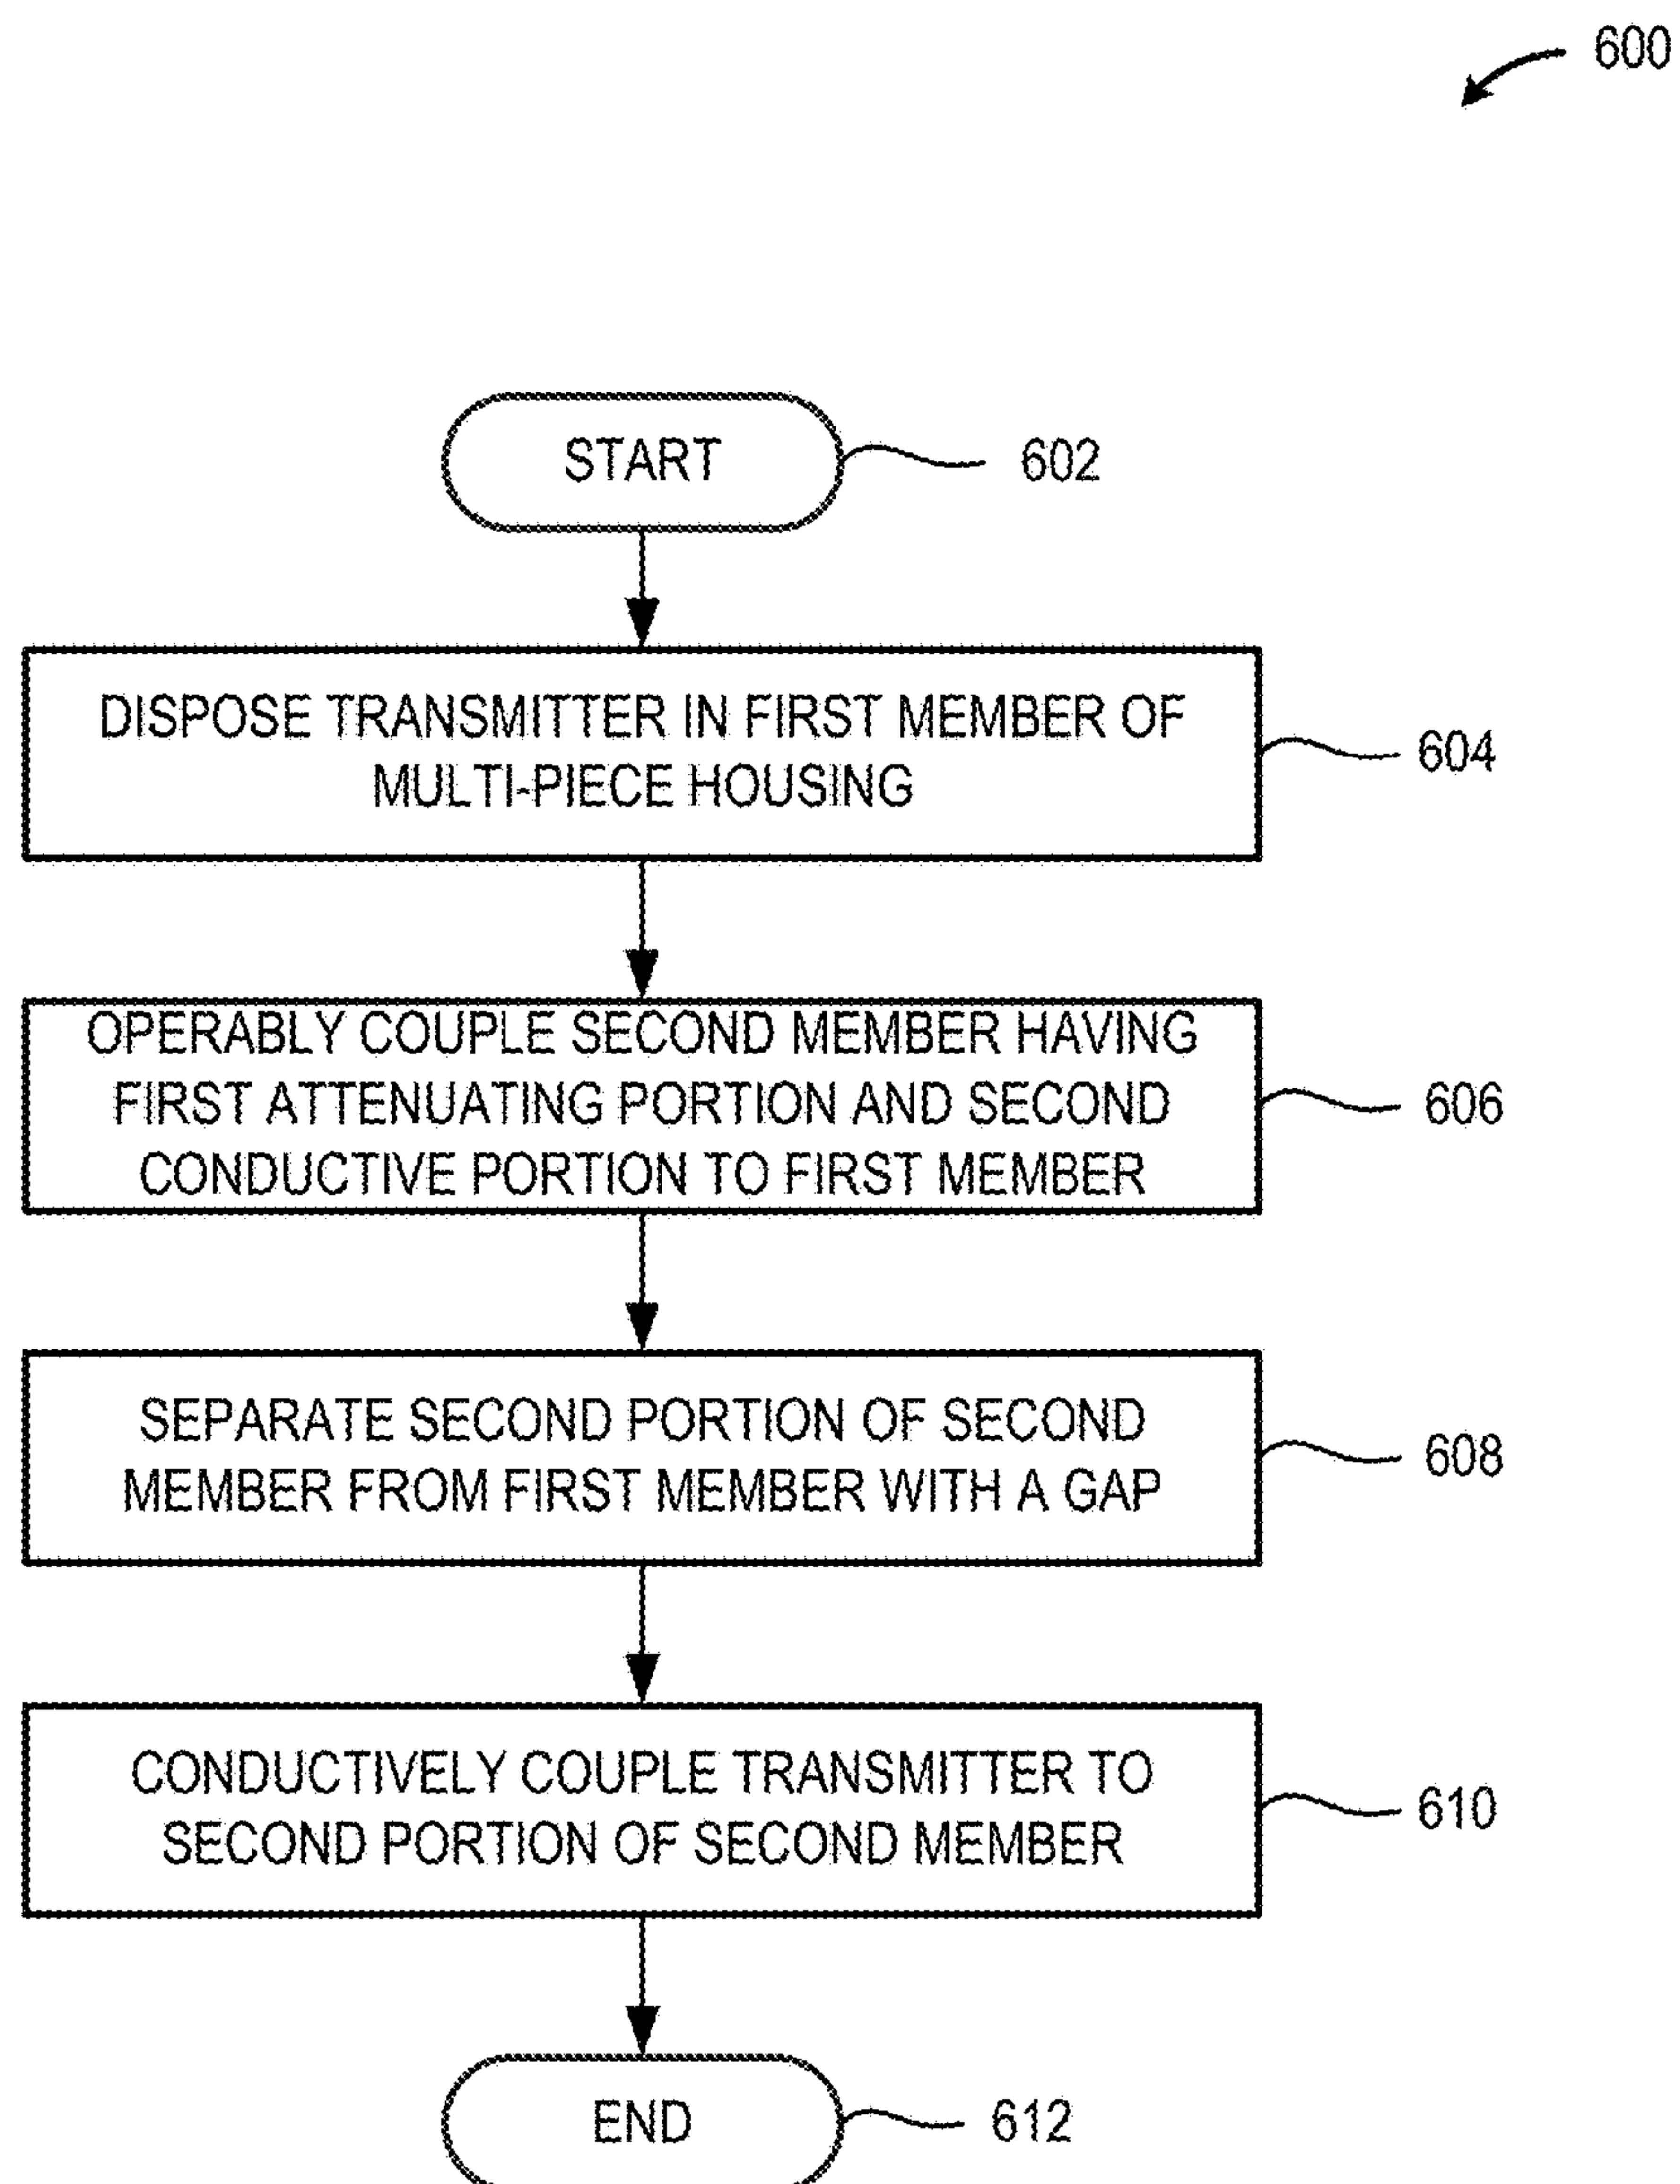 600
START
602
DISPOSE TRANSMITTER IN FIRST MEMBER OF
MULTI-PIECE HOUSING
604
OPERABLY COUPLE SECOND MEMBER HAVING
FIRST ATTENUATING PORTION AND SECOND
CONDUCTIVE PORTION TO FIRST MEMBER
606
SEPARATE SECOND PORTION OF SECOND
MEMBER FROM FIRST MEMBER WITH A GAP
608
CONDUCTIVELY COUPLE TRANSMITTER TO
SECOND PORTION OF SECOND MEMBER
610
END
612